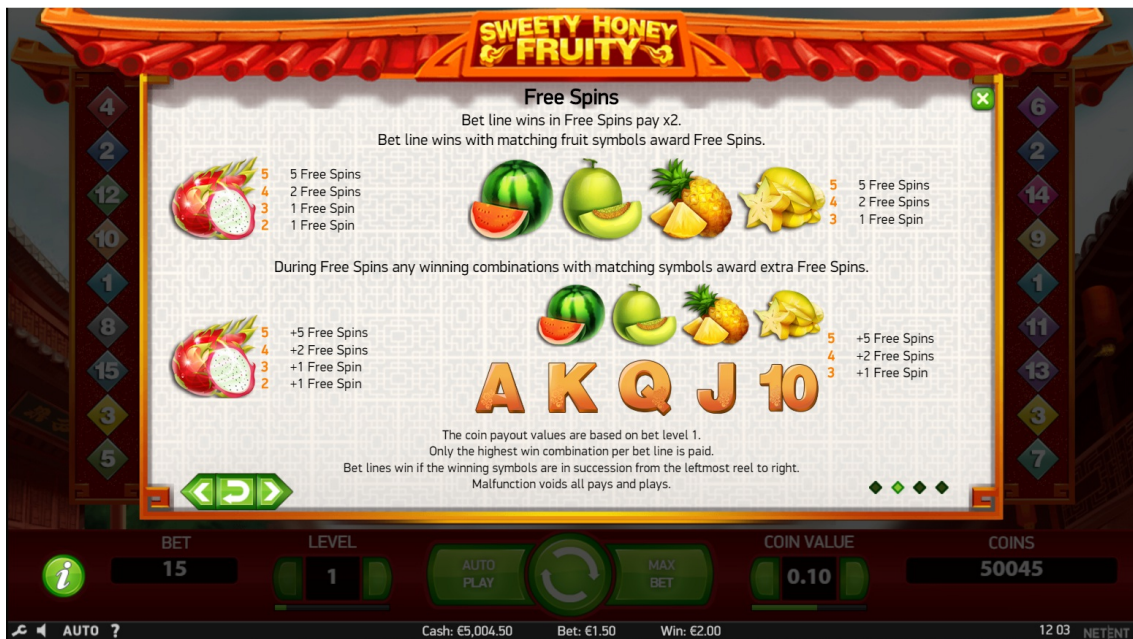 SWEETY HONEY
FRUITY
Free Spins
Bet line wins in Free Spins pay x2.
Bet line wins with matching fruit symbols award Free Spins.
5 5 Free Spins
4 2 Free Spins
3 1 Free Spin
2 1 Free Spin
5 5 Free Spins
4 2 Free Spins
3 1 Free Spin
During Free Spins any winning combinations with matching symbols award extra Free Spins.
5 +5 Free Spins
4 +2 Free Spins
3 +1 Free Spin
2 +1 Free Spin
A K Q J 10
5 +5 Free Spins
4 +2 Free Spins
3 +1 Free Spin
The coin payout values are based on bet level 1.
Only the highest win combination per bet line is paid.
Bet lines win if the winning symbols are in succession from the leftmost reel to right.
Malfunction voids all pays and plays.
4
2
12
10
1
8
15
3
5
6
2
14
9
1
11
13
3
7
i
BET
15
LEVEL
1
AUTO
PLAY
MAX
BET
COIN VALUE
0.10
COINS
50045
AUTO ?
Cash: €5,004.50 Bet: €1.50 Win: €2.00
12 03 NETENT